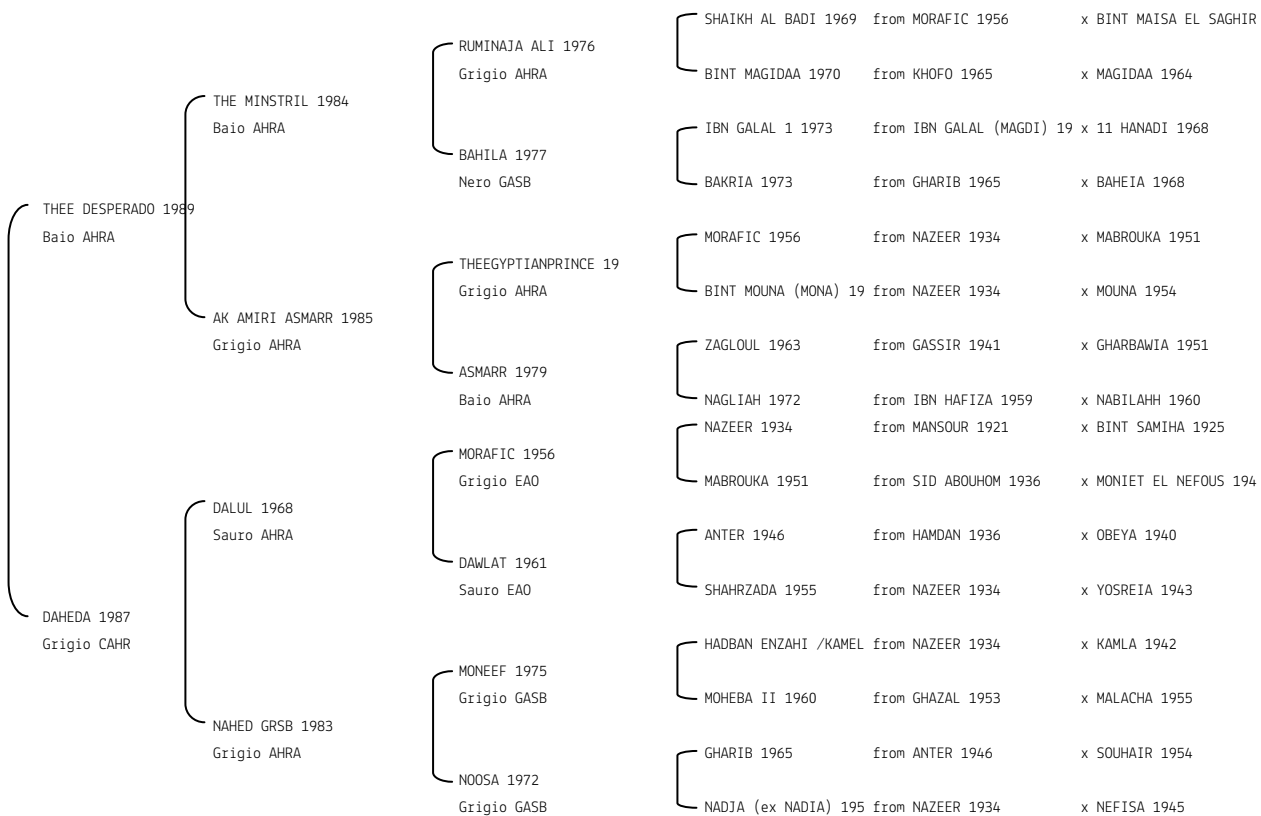 SHAIKH AL BADI 1969 from MORAFIC 1956 x BINT MAISA EL SAGHIR
RUMINAJA ALI 1976
Grigio AHRA
BINT MAGIDAA 1970 from KHOFO 1965 x MAGIDAA 1964
THE MINSTRIL 1984
Baio AHRA
IBN GALAL 1 1973 from IBN GALAL (MAGDI) 19 x 11 HANADI 1968
BAHILA 1977
Nero GASB
BAKRIA 1973 from GHARIB 1965 x BAHEIA 1968
THEE DESPERADO 1989
Baio AHRA
MORAFIC 1956 from NAZEER 1934 x MABROUKA 1951
THEEGYPTIANPRINCE 19
Grigio AHRA
BINT MOUNA (MONA) 19 from NAZEER 1934 x MOUNA 1954
AK AMIRI ASMARR 1985
Grigio AHRA
ZAGLOUL 1963 from GASSIR 1941 x GHARBAWIA 1951
ASMARR 1979
Baio AHRA
NAGLIAH 1972 from IBN HAFIZA 1959 x NABILAHH 1960
NAZEER 1934 from MANSOUR 1921 x BINT SAMIHA 1925
MORAFIC 1956
Grigio EAO
MABROUKA 1951 from SID ABOUHOM 1936 x MONIET EL NEFOUS 194
DALUL 1968
Sauro AHRA
ANTER 1946 from HAMDAN 1936 x OBEYA 1940
DAWLAT 1961
Sauro EAO
SHAHRZADA 1955 from NAZEER 1934 x YOSREIA 1943
DAHEDA 1987
Grigio CAHR
HADBAN ENZAHI /KAMEL from NAZEER 1934 x KAMLA 1942
MONEEF 1975
Grigio GASB
MOHEBA II 1960 from GHAZAL 1953 x MALACHA 1955
NAHED GRSB 1983
Grigio AHRA
GHARIB 1965 from ANTER 1946 x SOUHAIR 1954
NOOSA 1972
Grigio GASB
NADJA (ex NADIA) 195 from NAZEER 1934 x NEFISA 1945